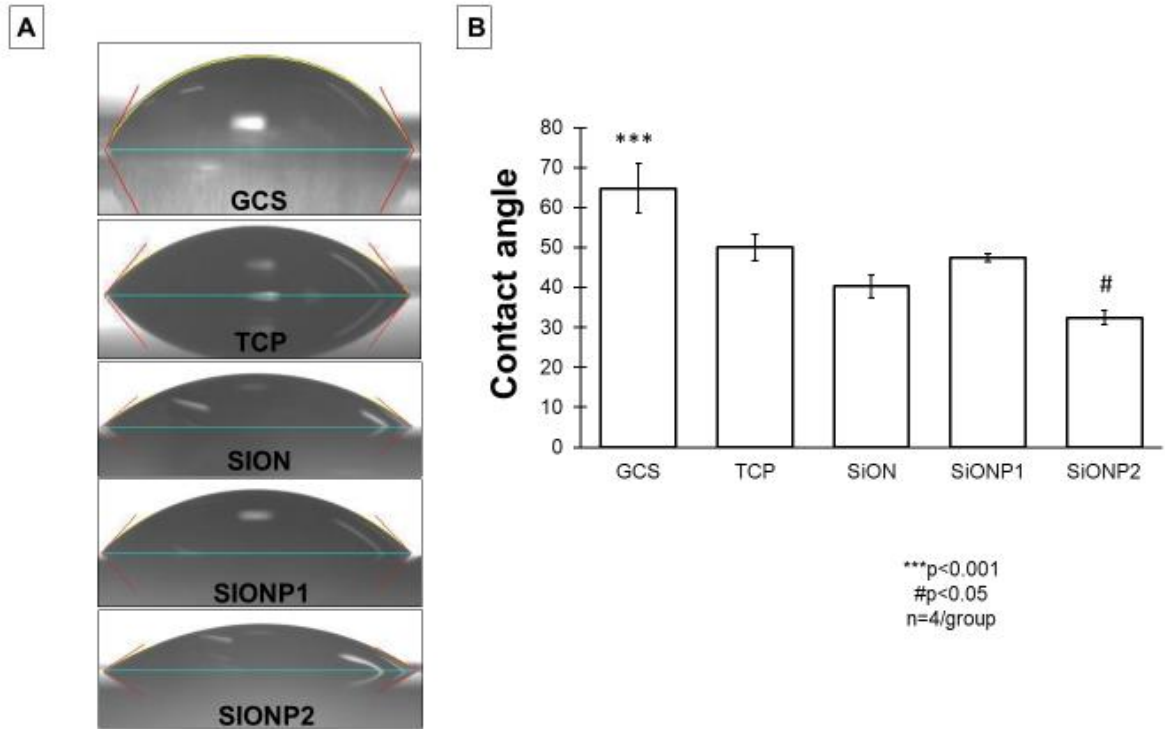 A
GCS
TCP
SION
SIONP1
SIONP2
B
Contact angle
80
70
60
50
40
30
20
10
0
***
#
GCS TCP SiON SiONP1 SiONP2
***p<0.001
#p<0.05
n=4/group